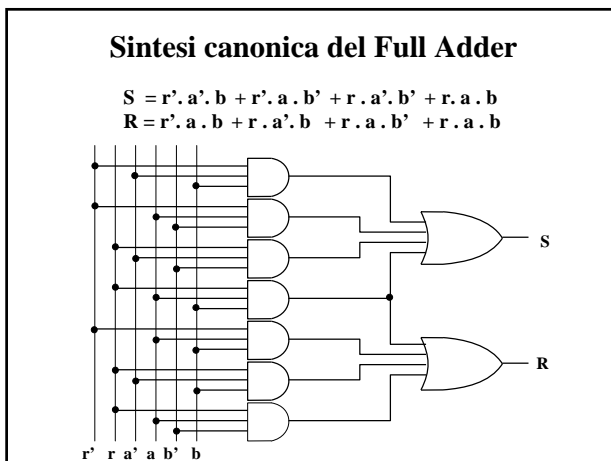 Sintesi canonica del Full Adder
S = r’. a’. b + r’. a . b’ + r . a’. b’ + r. a . b
R = r’. a . b + r . a’. b + r . a . b’ + r . a . b
S
R
r’ r a’ a b’ b